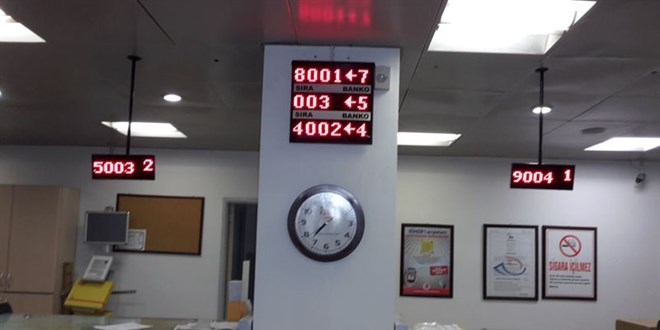 8001←7
SIRA BANKO
003←5
SIRA BANKO
4002←4
5003 2
9004 1
SİGARA İÇİLMEZ